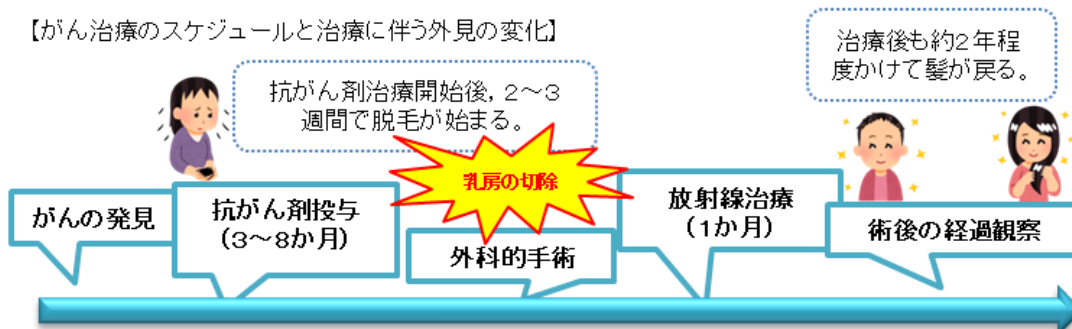 【がん治療のスケジュールと治療に伴う外見の変化】
抗がん剤治療開始後，２～３
週間で脱毛が始まる。
治療後も約２年程
度かけて髪が戻る。
がんの発見
抗がん剤投与
（３～８か月）
乳房の切除
外科的手術
放射線治療
（１か月）
術後の経過観察